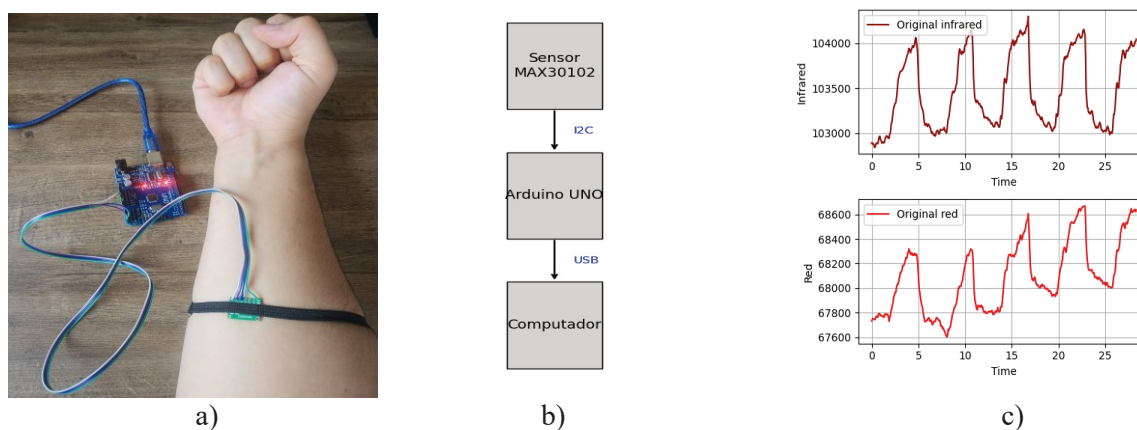 Sensor
MAX30102
I2C
Arduino UNO
USB
Computador
Original infrared
104000
103500
103000
Infrared
0 5 10 15 20 25
Time
Original red
68600
68400
68200
68000
67800
67600
Red
0 5 10 15 20 25
Time
a) b) c)